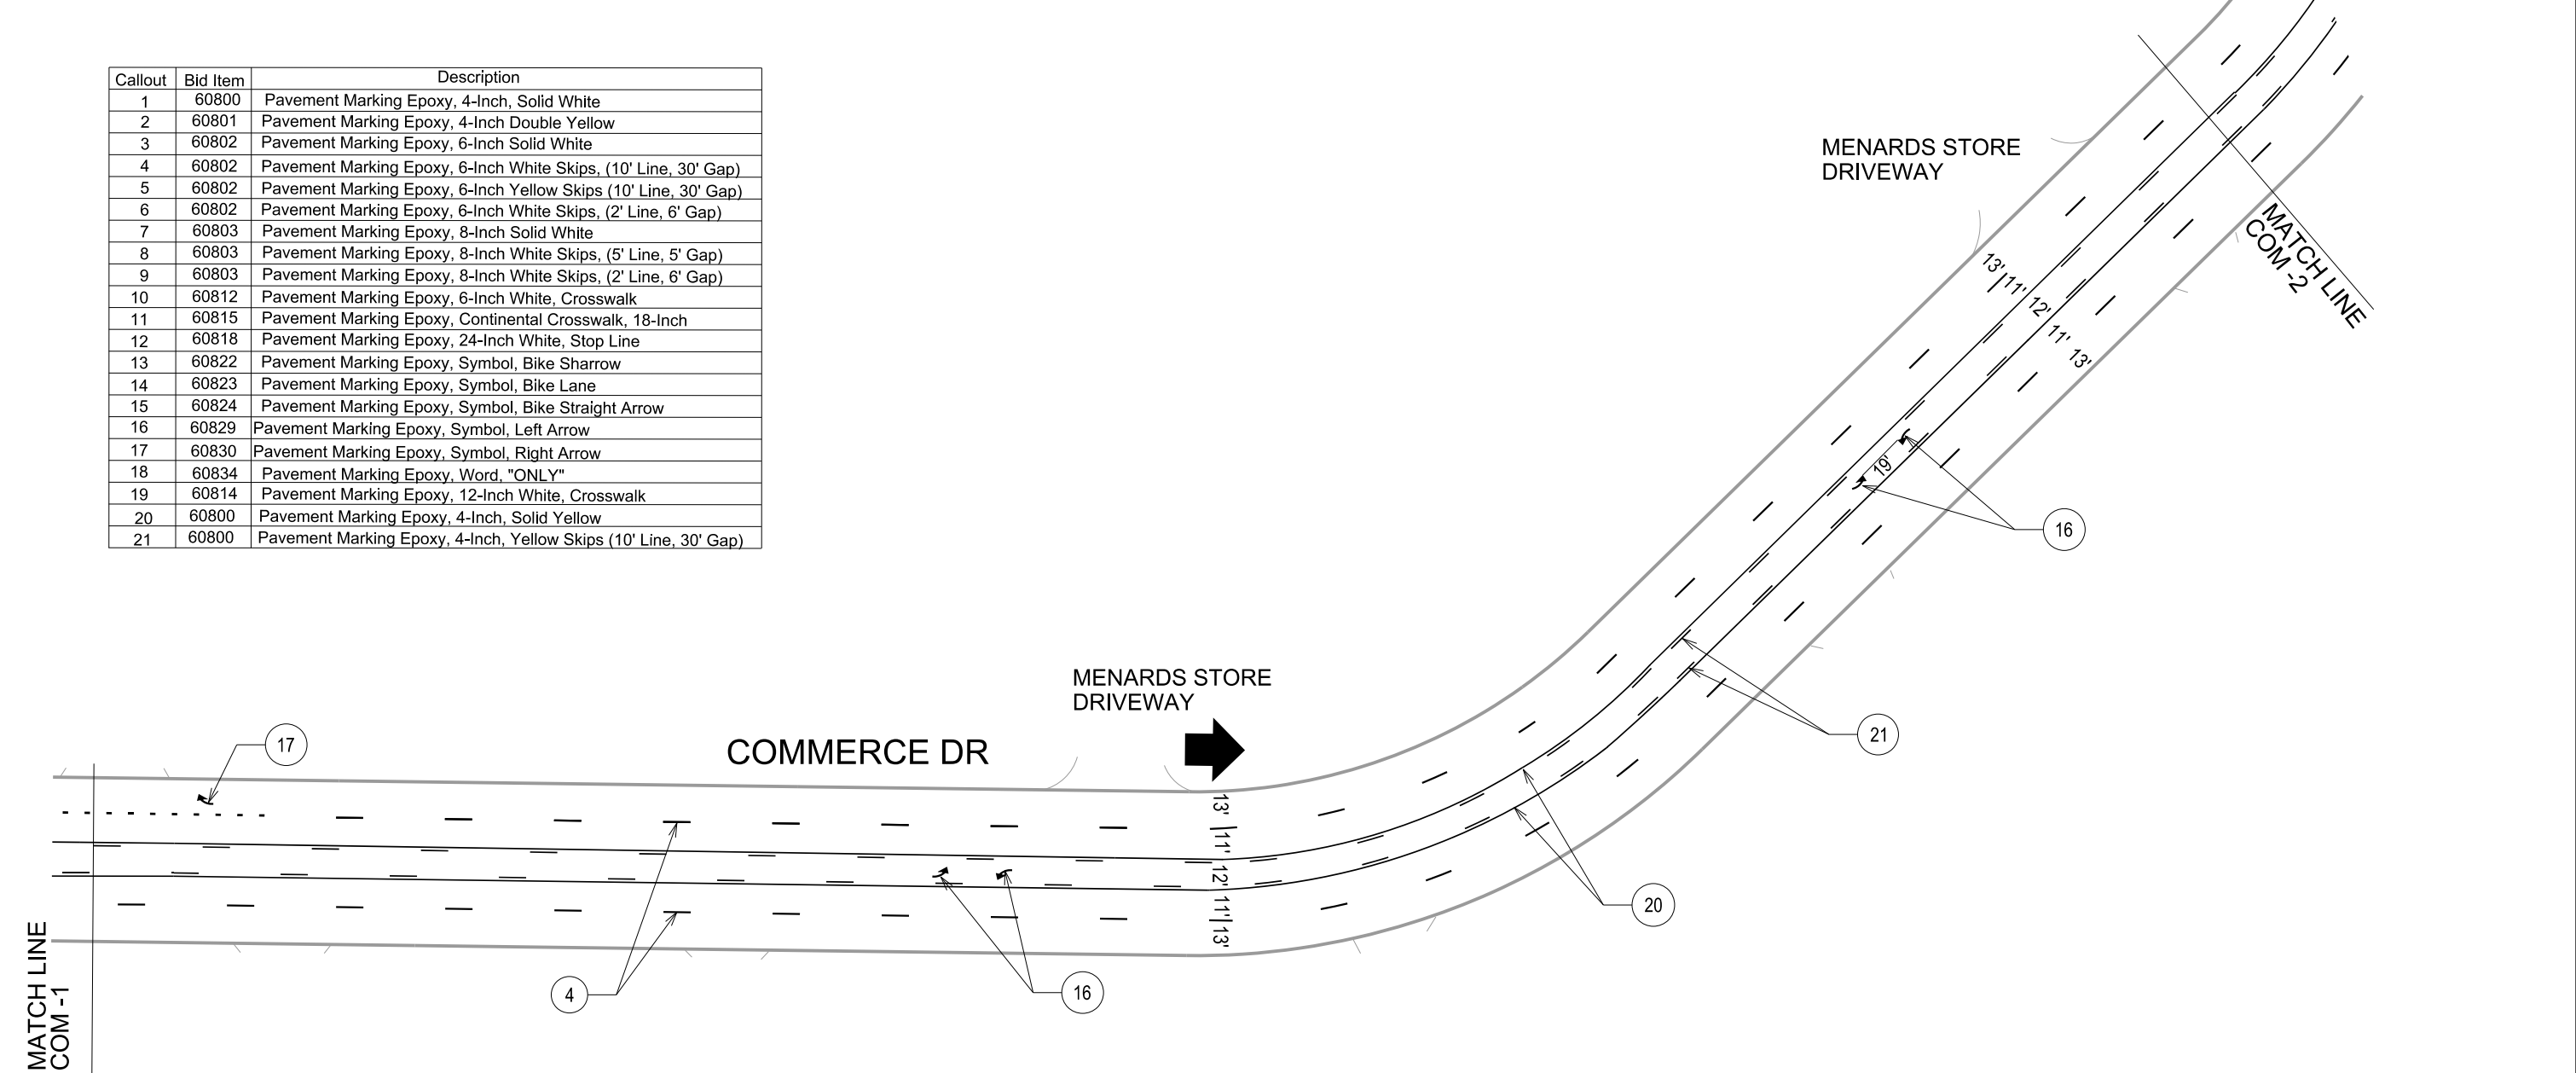 Callout Bid Item Description
1 60800 Pavement Marking Epoxy, 4-Inch, Solid White
2 60801 Pavement Marking Epoxy, 4-Inch Double Yellow
3 60802 Pavement Marking Epoxy, 6-Inch Solid White
4 60802 Pavement Marking Epoxy, 6-Inch White Skips, (10' Line, 30' Gap)
5 60802 Pavement Marking Epoxy, 6-Inch Yellow Skips (10' Line, 30' Gap)
6 60802 Pavement Marking Epoxy, 6-Inch White Skips, (2' Line, 6' Gap)
7 60803 Pavement Marking Epoxy, 8-Inch Solid White
8 60803 Pavement Marking Epoxy, 8-Inch White Skips, (5' Line, 5' Gap)
9 60803 Pavement Marking Epoxy, 8-Inch White Skips, (2' Line, 6' Gap)
10 60812 Pavement Marking Epoxy, 6-Inch White, Crosswalk
11 60815 Pavement Marking Epoxy, Continental Crosswalk, 18-Inch
12 60818 Pavement Marking Epoxy, 24-Inch White, Stop Line
13 60822 Pavement Marking Epoxy, Symbol, Bike Sharrow
14 60823 Pavement Marking Epoxy, Symbol, Bike Lane
15 60824 Pavement Marking Epoxy, Symbol, Bike Straight Arrow
16 60829 Pavement Marking Epoxy, Symbol, Left Arrow
17 60830 Pavement Marking Epoxy, Symbol, Right Arrow
18 60834 Pavement Marking Epoxy, Word, "ONLY"
19 60814 Pavement Marking Epoxy, 12-Inch White, Crosswalk
20 60800 Pavement Marking Epoxy, 4-Inch, Solid Yellow
21 60800 Pavement Marking Epoxy, 4-Inch, Yellow Skips (10' Line, 30' Gap)
MENARDS STORE
DRIVEWAY
MATCH LINE
COM -2
13' 11' 12' 11' 13'
19'
16
MENARDS STORE
DRIVEWAY
21
17
COMMERCE DR
13' 11' 12' 11' 13'
20
4
16
MATCH LINE
COM -1